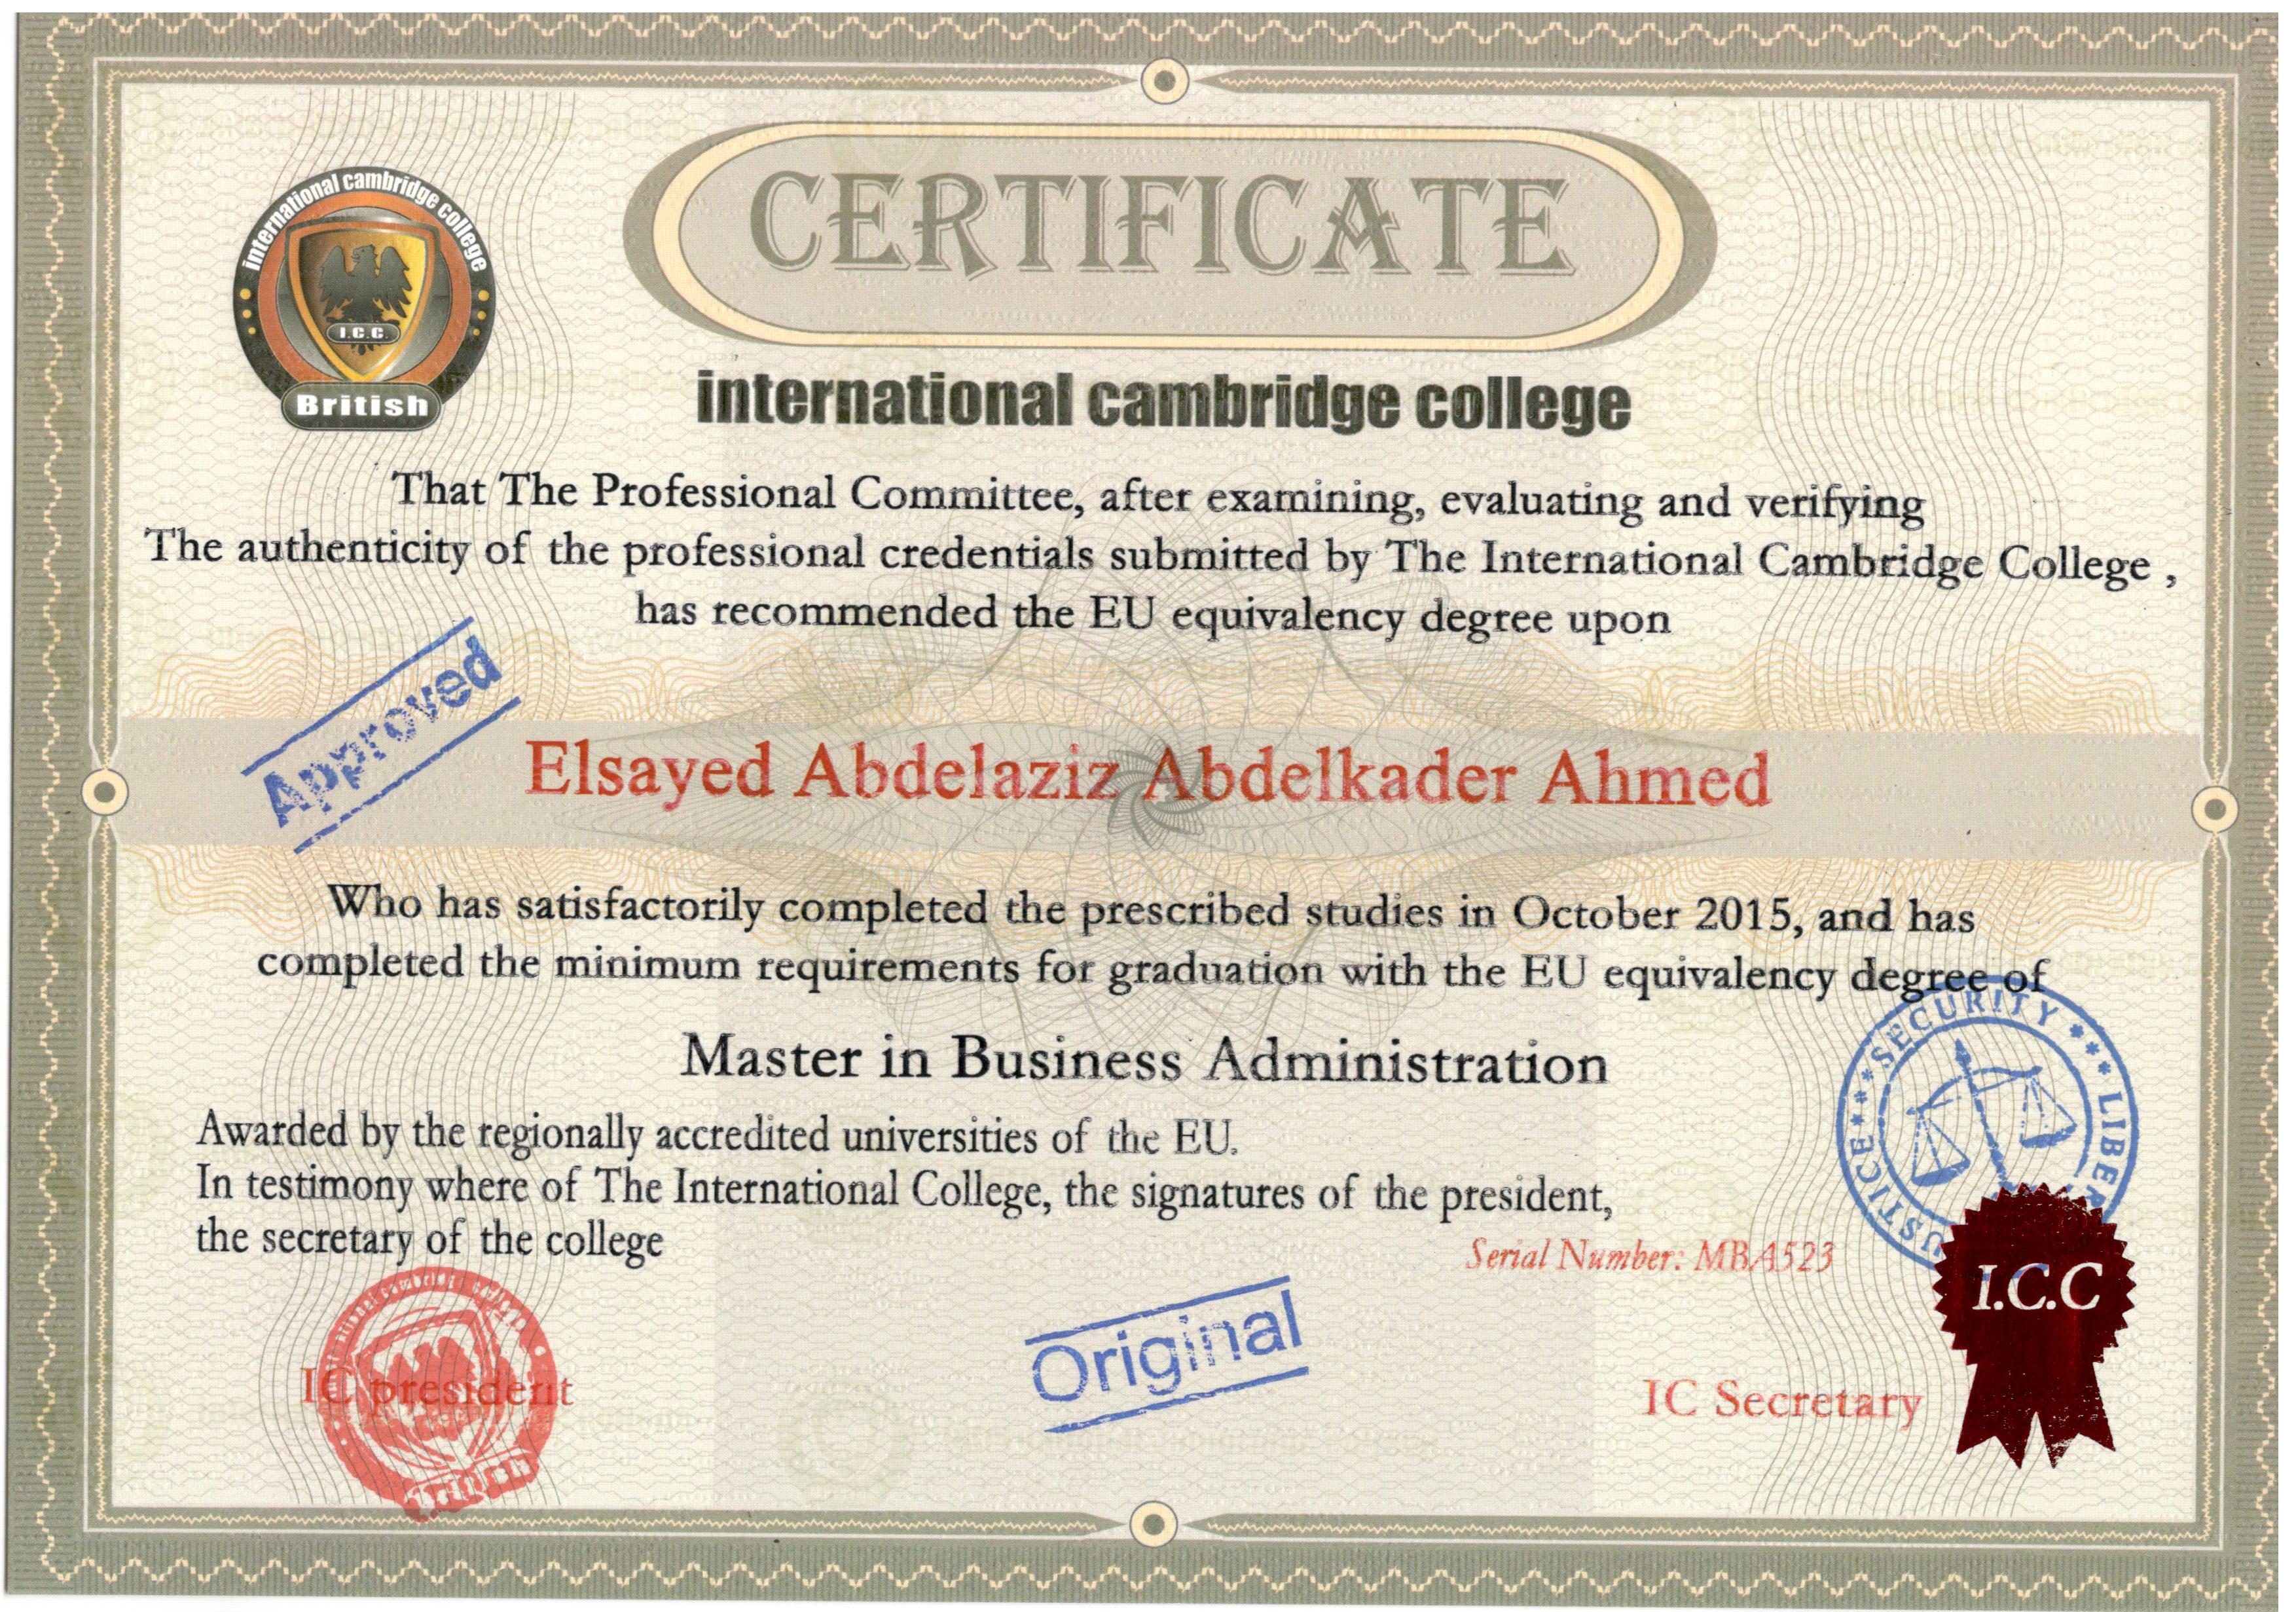 CERTIFICATE
international cambridge college
I.C.C.
British
international cambridge college
That The Professional Committee, after examining, evaluating and verifying
The authenticity of the professional credentials submitted by The International Cambridge College ,
has recommended the EU equivalency degree upon
Approved
Elsayed Abdelaziz Abdelkader Ahmed
Who has satisfactorily completed the prescribed studies in October 2015, and has
completed the minimum requirements for graduation with the EU equivalency degree of
Master in Business Administration
SECURITY
Awarded by the regionally accredited universities of the EU.
In testimony where of The International College, the signatures of the president,
the secretary of the college
Serial Number: MBA523
I.C.C
Original
IC president
IC Secretary